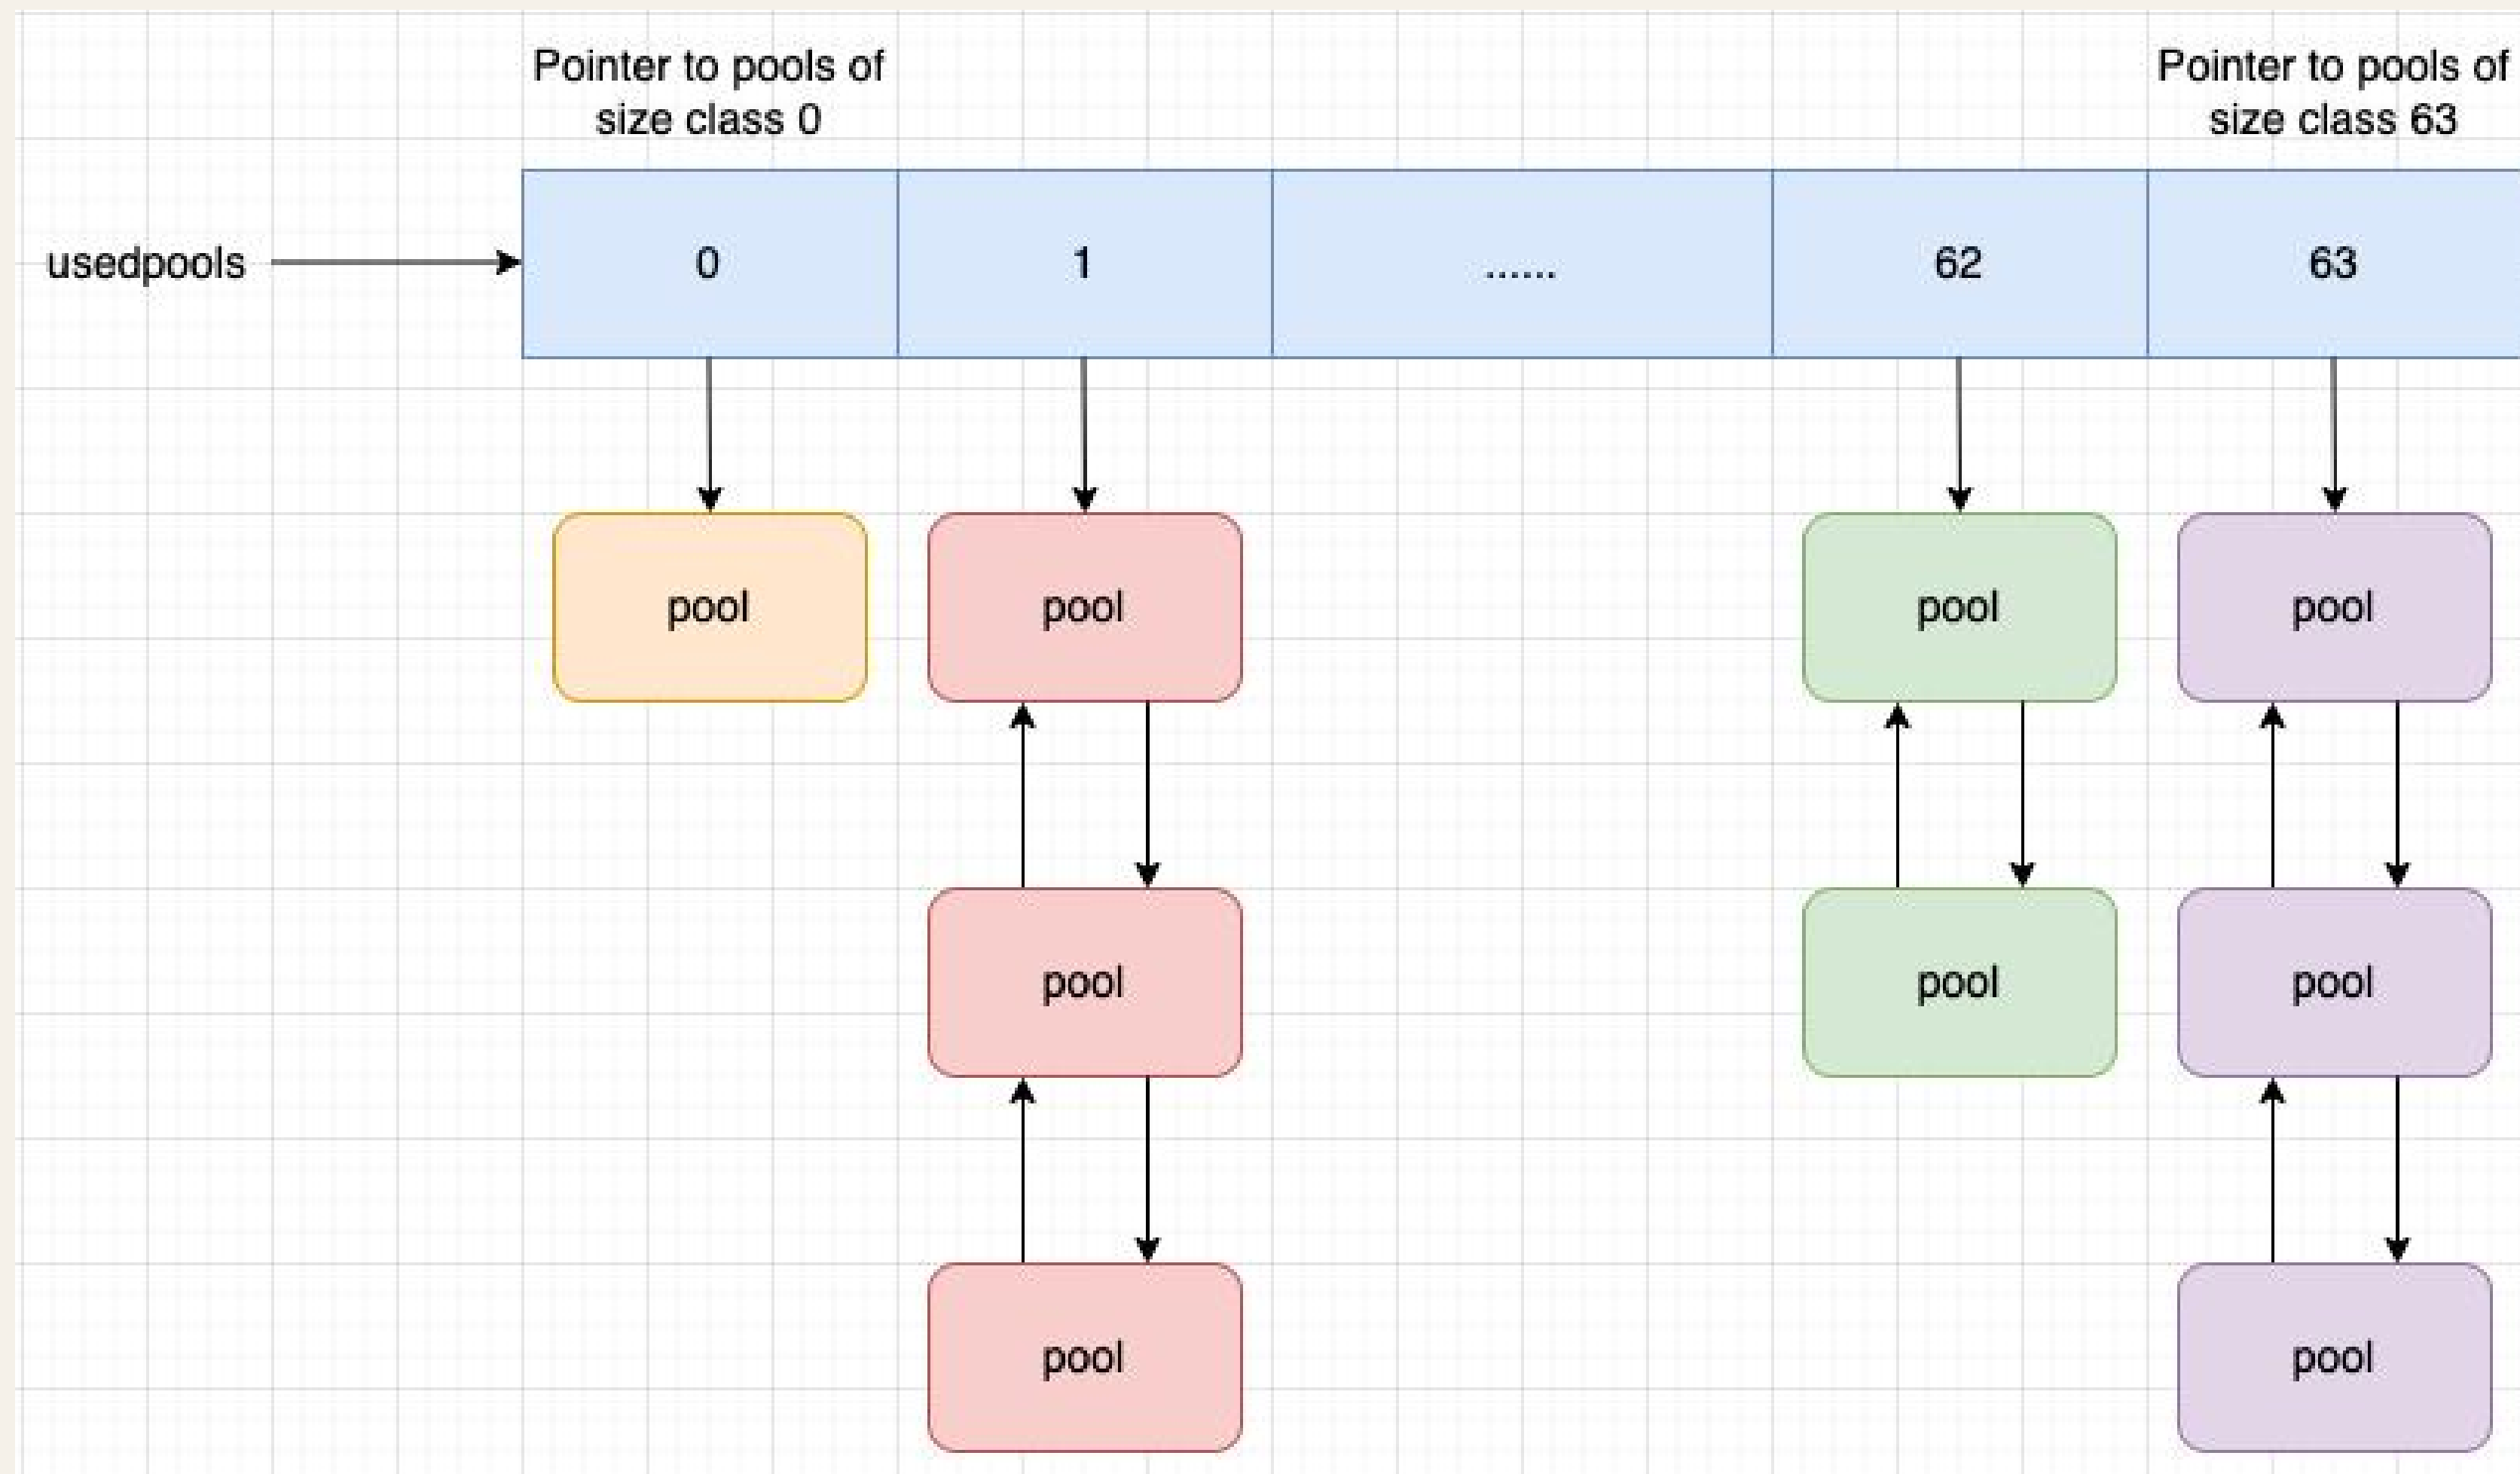 Pointer to pools of
size class 0
Pointer to pools of
size class 63
usedpools
0
1
......
62
63
pool
pool
pool
pool
pool
pool
pool
pool
pool